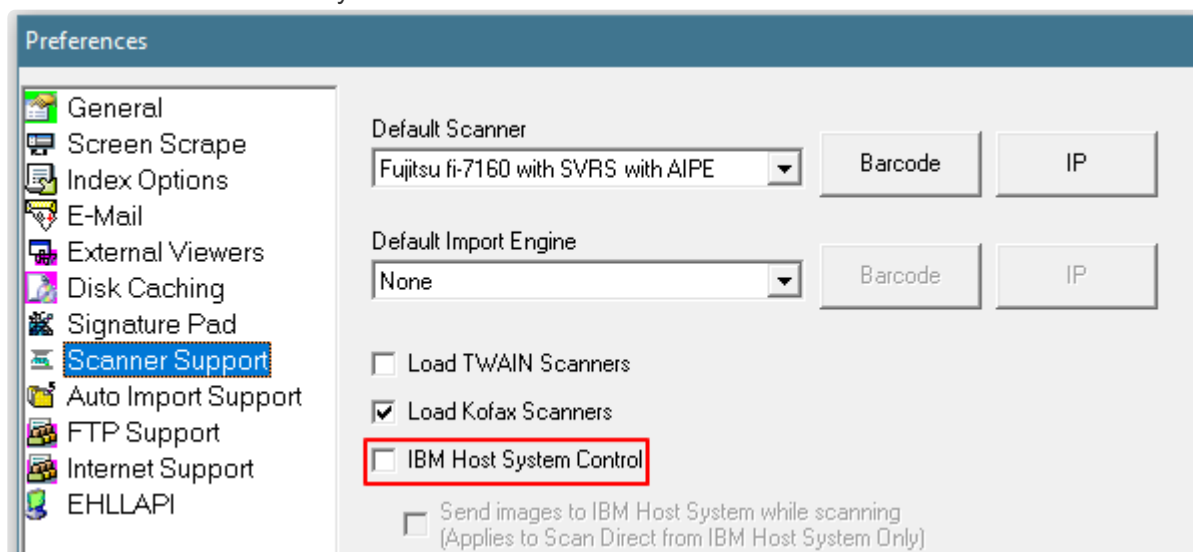 Preferences
General
Screen Scrape
Index Options
E-Mail
External Viewers
Disk Caching
Signature Pad
Scanner Support
Auto Import Support
FTP Support
Internet Support
EHLLAPI
Default Scanner
Fujitsu fi-7160 with SVRS with AIPE
Barcode
IP
Default Import Engine
None
Barcode
IP
Load TWAIN Scanners
Load Kofax Scanners
IBM Host System Control
Send images to IBM Host System while scanning
(Applies to Scan Direct from IBM Host System Only)